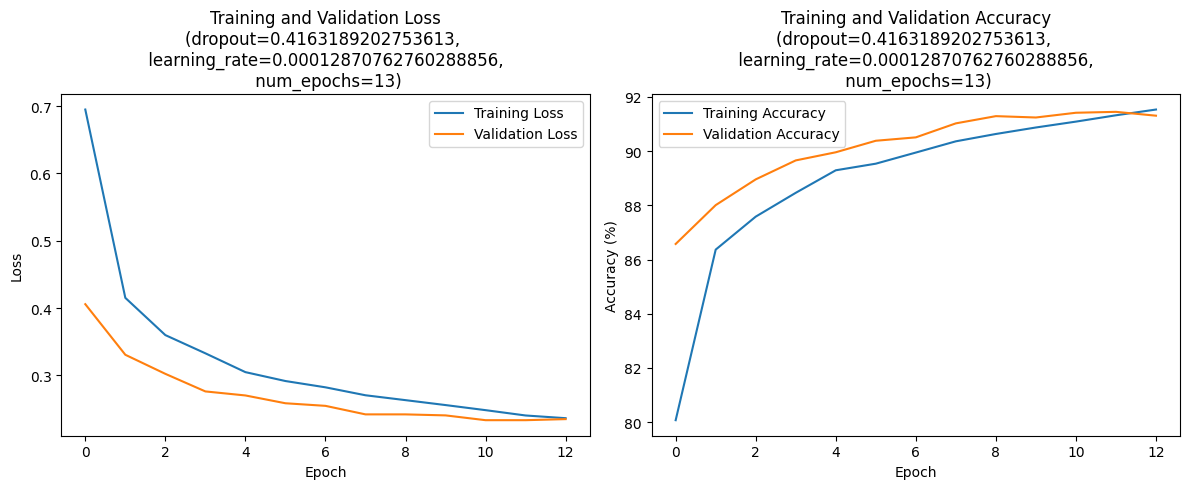 Training and Validation Loss
(dropout=0.4163189202753613,
learning_rate=0.00012870762760288856,
num_epochs=13)
0.7
0.6
0.5
0.4
0.3
Loss
Training Loss
Validation Loss
0
2
4
6
8
10
12
Epoch
Training and Validation Accuracy
(dropout=0.4163189202753613,
learning_rate=0.00012870762760288856,
num_epochs=13)
92
90
88
86
84
82
80
Accuracy (%)
Training Accuracy
Validation Accuracy
0
2
4
6
8
10
12
Epoch